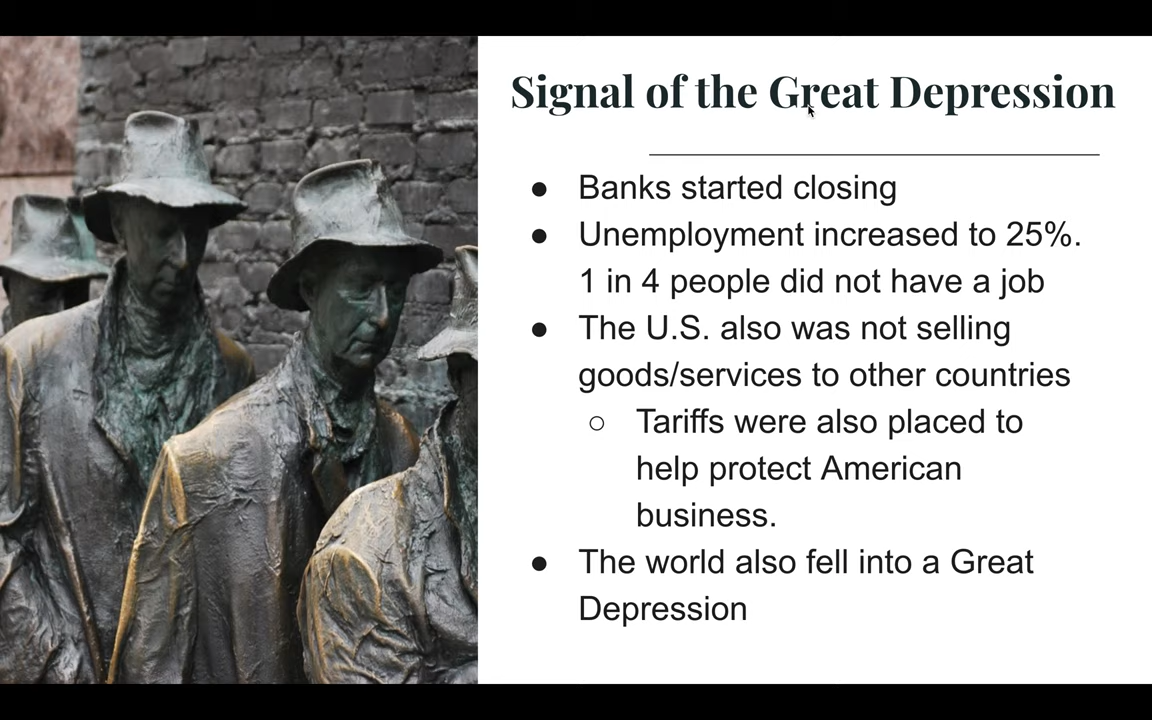 Signal of the Great Depression
● Banks started closing
● Unemployment increased to 25%.
1 in 4 people did not have a job
● The U.S. also was not selling
goods/services to other countries
○ Tariffs were also placed to
help protect American
business.
● The world also fell into a Great
Depression